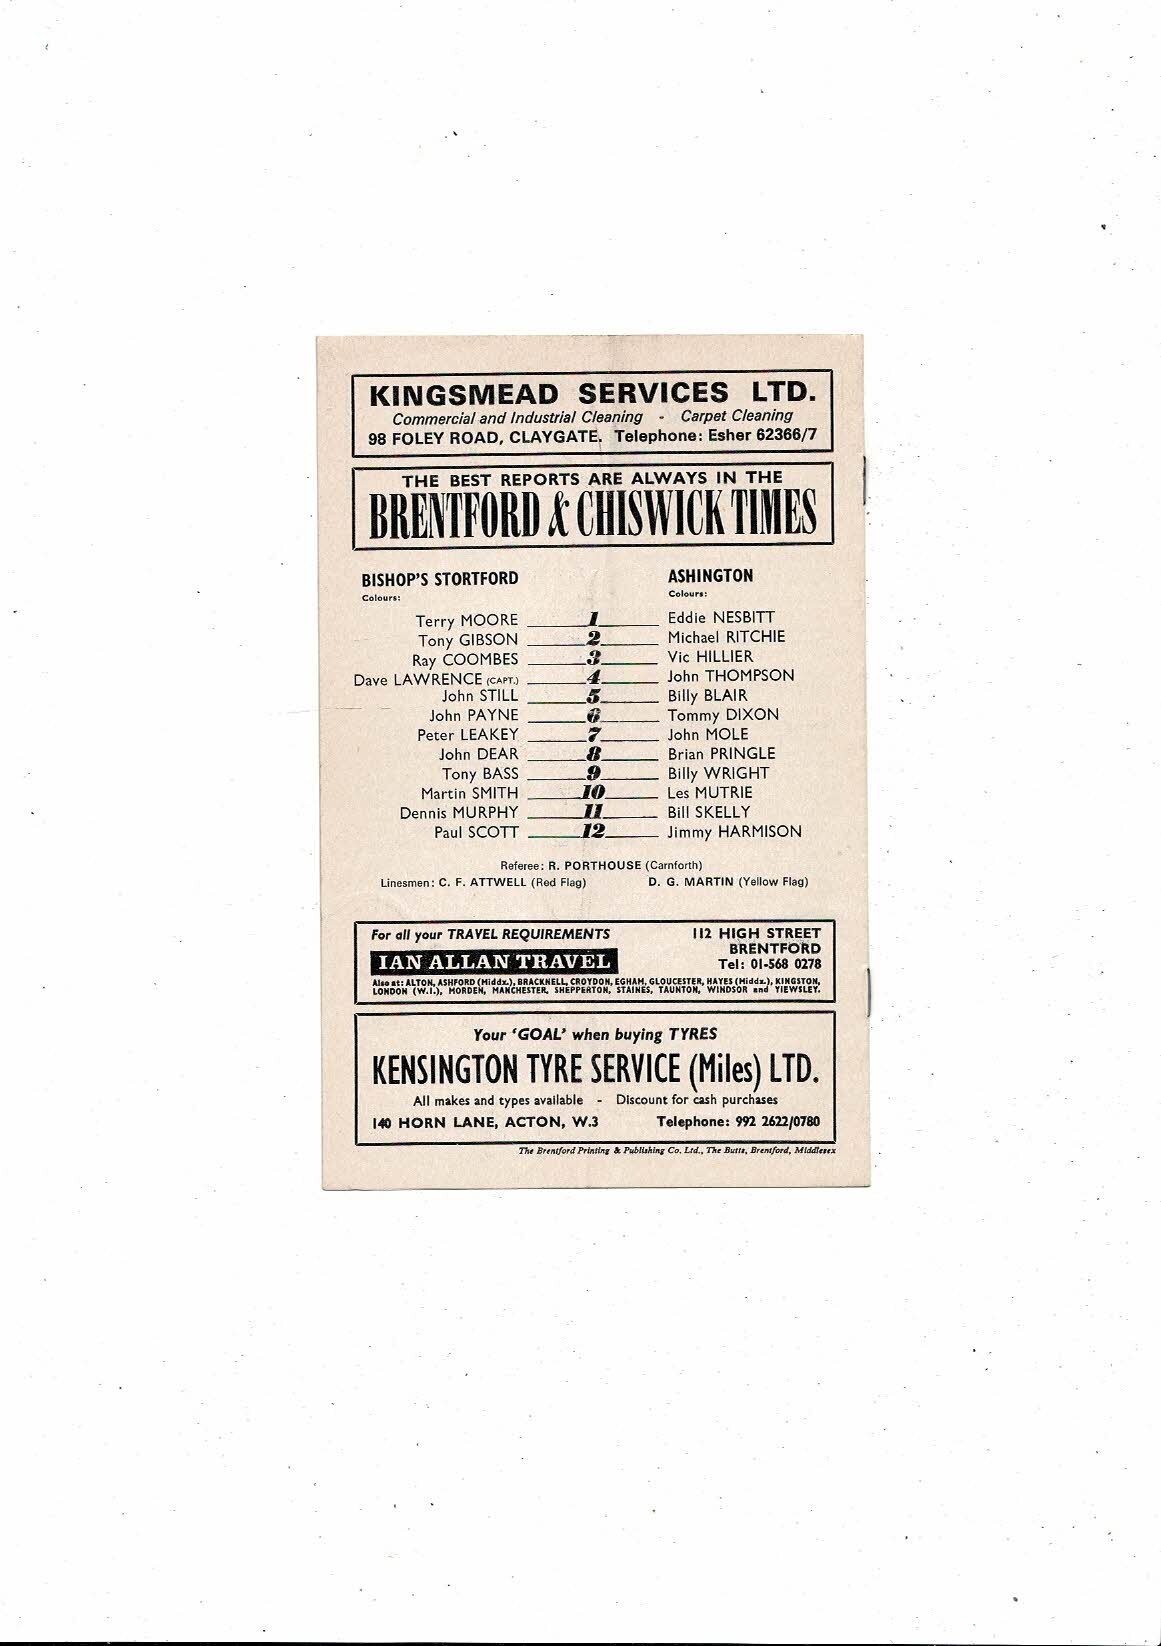 KINGSMEAD SERVICES LTD.
Commercial and Industrial Cleaning - Carpet Cleaning
98 FOLEY ROAD, CLAYGATE. Telephone: Esher 62366/7
THE BEST REPORTS ARE ALWAYS IN THE
BRENTFORD & CHISWICK TIMES
BISHOP'S STORTFORD ASHINGTON
Colours: Colours:
Terry MOORE 1 Eddie NESBITT
Tony GIBSON 2 Michael RITCHIE
Ray COOMBES 3 Vic HILLIER
Dave LAWRENCE (CAPT.) 4 John THOMPSON
John STILL 5 Billy BLAIR
John PAYNE 6 Tommy DIXON
Peter LEAKEY 7 John MOLE
John DEAR 8 Brian PRINGLE
Tony BASS 9 Billy WRIGHT
Martin SMITH 10 Les MUTRIE
Dennis MURPHY 11 Bill SKELLY
Paul SCOTT 12 Jimmy HARMISON
Referee: R. PORTHOUSE (Carnforth)
Linesmen: C. F. ATTWELL (Red Flag) D. G. MARTIN (Yellow Flag)
For all your TRAVEL REQUIREMENTS 112 HIGH STREET
BRENTFORD
IAN ALLAN TRAVEL Tel: 01-568 0278
Also at: ALTON, ASHFORD (Middx.), BRACKNELL, CROYDON, EGHAM, GLOUCESTER, HAYES (Middx.), KINGSTON,
LONDON (W.I.), MORDEN, MANCHESTER, SHEPPERTON, STAINES, TAUNTON, WINDSOR and YIEWSLEY.
Your 'GOAL' when buying TYRES
KENSINGTON TYRE SERVICE (Miles) LTD.
All makes and types available - Discount for cash purchases
140 HORN LANE, ACTON, W.3 Telephone: 992 2622/0780
The Brentford Printing & Publishing Co. Ltd., The Butts, Brentford, Middlesex